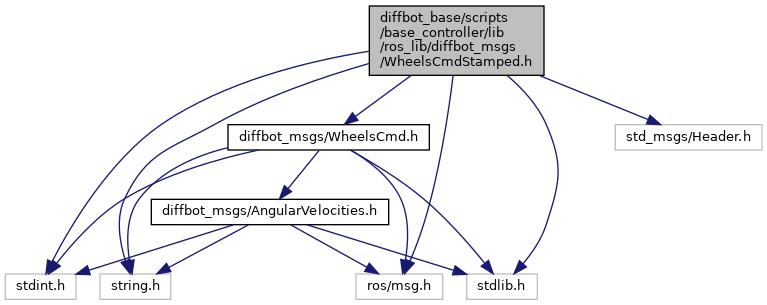 diffbot_base/scripts
/base_controller/lib
/ros_lib/diffbot_msgs
/WheelsCmdStamped.h
diffbot_msgs/WheelsCmd.h
std_msgs/Header.h
diffbot_msgs/AngularVelocities.h
stdint.h
string.h
ros/msg.h
stdlib.h